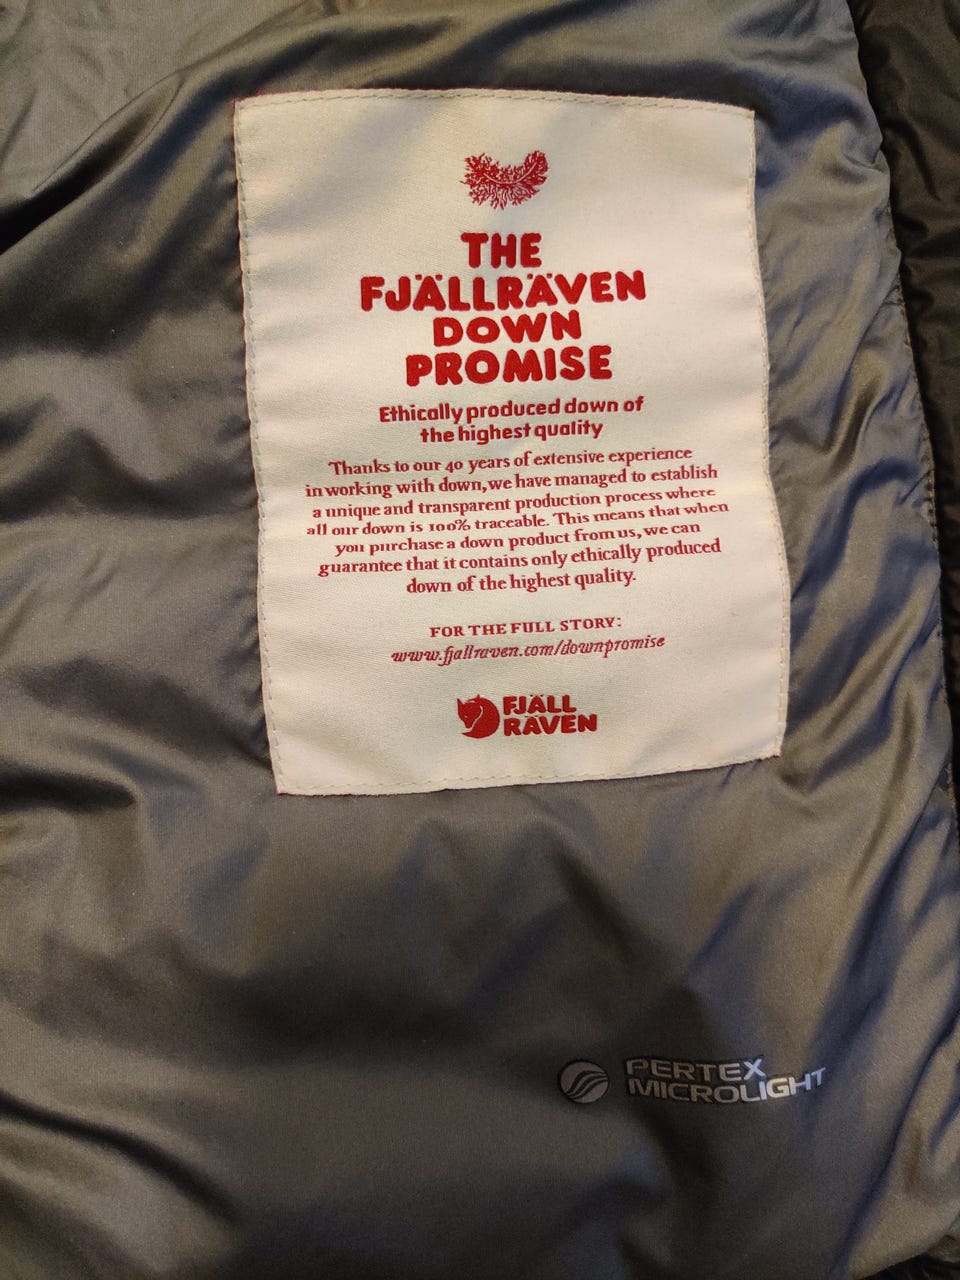 THE
FJÄLLRÄVEN
DOWN
PROMISE
Ethically produced down of
the highest quality
Thanks to our 40 years of extensive experience
in working with down, we have managed to establish
a unique and transparent production process where
all our down is 100% traceable. This means that when
you purchase a down product from us, we can
guarantee that it contains only ethically produced
down of the highest quality.
FOR THE FULL STORY:
www.fjallraven.com/downpromise
FJÄLL
RÄVEN
PERTEX
MICROLIGHT